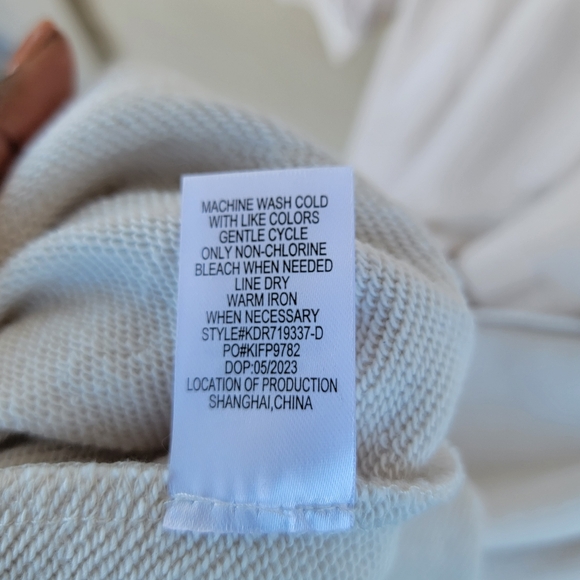 MACHINE WASH COLD
WITH LIKE COLORS
GENTLE CYCLE
ONLY NON-CHLORINE
BLEACH WHEN NEEDED
LINE DRY
WARM IRON
WHEN NECESSARY
STYLE#KDR719337-D
PO#KIFP9782
DOP:05/2023
LOCATION OF PRODUCTION
SHANGHAI,CHINA